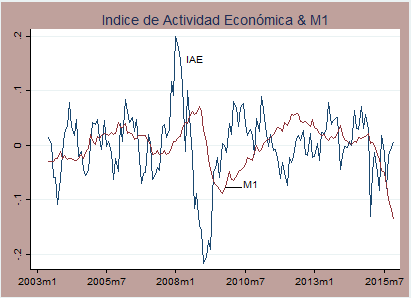 Indice de Actividad Económica & M1
.2
.1
0
-.1
-.2
IAE
M1
2003m1 2005m7 2008m1 2010m7 2013m1 2015m7